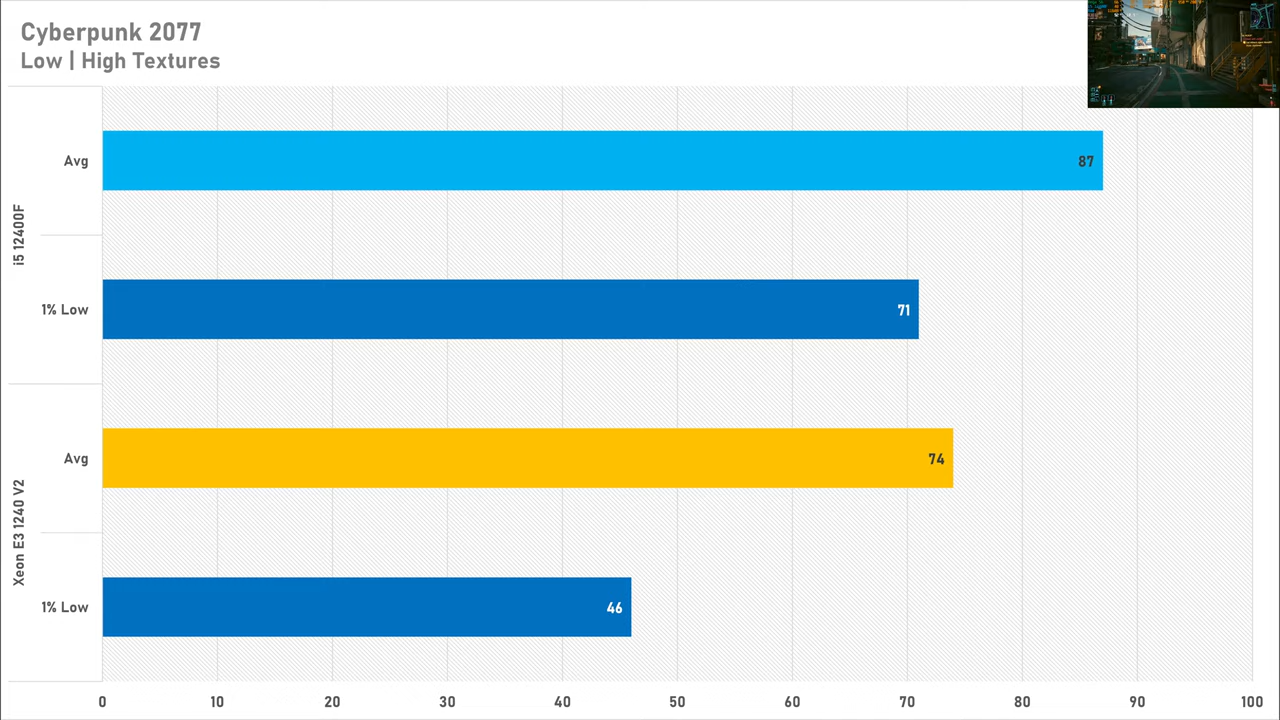 Cyberpunk 2077
Low | High Textures
i5 12400F
Avg
87
1% Low
71
Xeon E3 1240 V2
Avg
74
1% Low
46
0 10 20 30 40 50 60 70 80 90 100